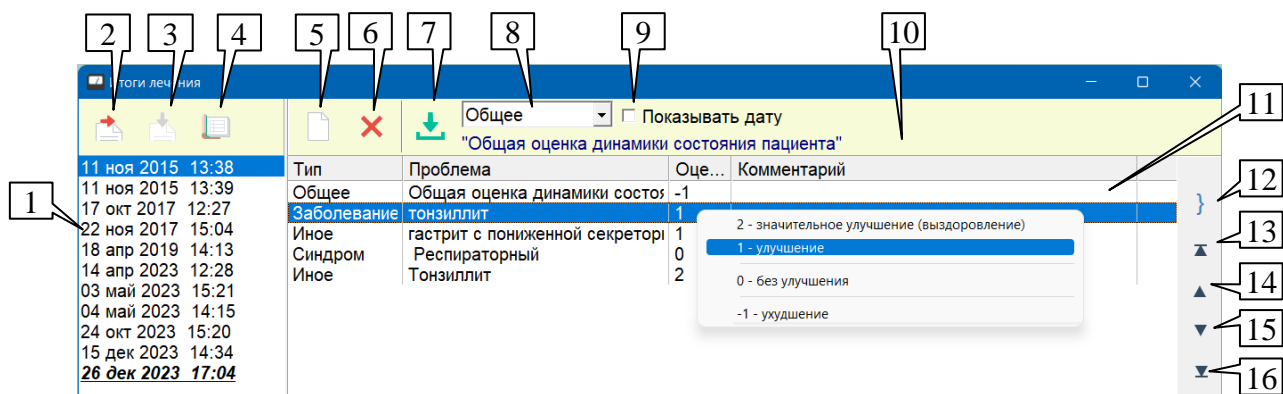 2 3 4 5 6 7 8 9 10
Итоги лечения
Общее Показывать дату
"Общая оценка динамики состояния пациента"
11
12
13
14
15
16
1
11 ноя 2015 13:38
11 ноя 2015 13:39
17 окт 2017 12:27
22 ноя 2017 15:04
18 апр 2019 14:13
14 апр 2023 12:28
03 май 2023 15:21
04 май 2023 14:15
24 окт 2023 15:20
15 дек 2023 14:34
26 дек 2023 17:04
Тип Проблема Оце... Комментарий
Общее Общая оценка динамики состоя -1
Заболевание тонзиллит 1
Иное гастрит с пониженной секретор 1
Синдром Респираторный 0
Иное Тонзиллит 2
2 - значительное улучшение (выздоровление)
1 - улучшение
0 - без улучшения
-1 - ухудшение
}